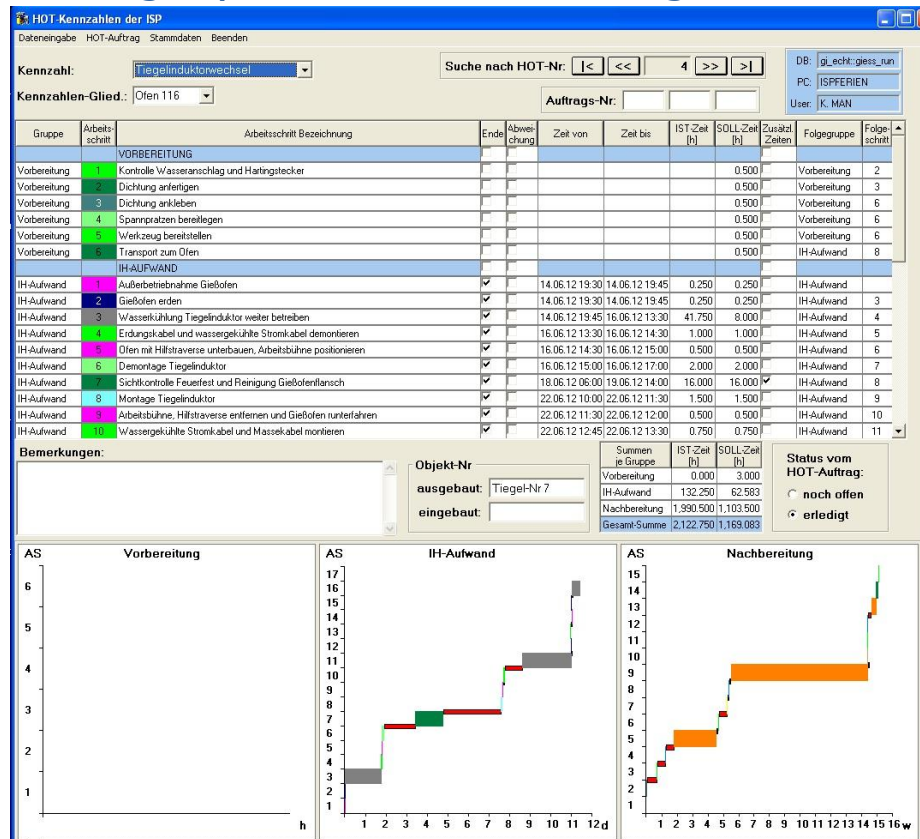 HOT-Kennzahlen der ISP
Dateneingabe HOT-Auftrag Stammdaten Beenden
Kennzahl: Tiegelinduktorwechsel
Suche nach HOT-Nr: |< << 4 >> >|
DB: gi_echt::giess_run
PC: ISPFERIEN
User: K. MAN
Kennzahlen-Glied.: Ofen 116
Auftrags-Nr:
Gruppe Arbeits-schritt Arbeitsschritt Bezeichnung Ende Abwei-chung Zeit von Zeit bis IST-Zeit [h] SOLL-Zeit [h] Zusätzl. Zeiten Folgegruppe Folge-schritt
VORBEREITUNG
Vorbereitung 1 Kontrolle Wasseranschlag und Hartingstecker 0.500 Vorbereitung 2
Vorbereitung 2 Dichtung anfertigen 0.500 Vorbereitung 3
Vorbereitung 3 Dichtung ankleben 0.500 Vorbereitung 6
Vorbereitung 4 Spannpratzen bereitlegen 0.500 Vorbereitung 6
Vorbereitung 5 Werkzeug bereitstellen 0.500 Vorbereitung 6
Vorbereitung 6 Transport zum Ofen 0.500 IH-Aufwand 8
IH-AUFWAND
IH-Aufwand 1 Außerbetriebnahme Gießofen 14.06.12 19:30 14.06.12 19:45 0.250 0.250 IH-Aufwand
IH-Aufwand 2 Gießofen erden 14.06.12 19:30 14.06.12 19:45 0.250 0.250 IH-Aufwand 3
IH-Aufwand 3 Wasserkühlung Tiegelinduktor weiter betreiben 14.06.12 19:45 16.06.12 13:30 41.750 8.000 IH-Aufwand 4
IH-Aufwand 4 Erdungskabel und wassergekühlte Stromkabel demontieren 16.06.12 13:30 16.06.12 14:30 1.000 1.000 IH-Aufwand 5
IH-Aufwand 5 Ofen mit Hilfstraverse unterbauen, Arbeitsbühne positionieren 16.06.12 14:30 16.06.12 15:00 0.500 0.500 IH-Aufwand 6
IH-Aufwand 6 Demontage Tiegelinduktor 16.06.12 15:00 16.06.12 17:00 2.000 2.000 IH-Aufwand 7
IH-Aufwand 7 Sichtkontrolle Feuerfest und Reinigung Gießofenflansch 18.06.12 06:00 19.06.12 14:00 16.000 16.000 IH-Aufwand 8
IH-Aufwand 8 Montage Tiegelinduktor 22.06.12 10:00 22.06.12 11:30 1.500 1.500 IH-Aufwand 9
IH-Aufwand 9 Arbeitsbühne, Hilfstraverse entfernen und Gießofen runterfahren 22.06.12 11:30 22.06.12 12:00 0.500 0.500 IH-Aufwand 10
IH-Aufwand 10 Wassergekühlte Stromkabel und Massekabel montieren 22.06.12 12:45 22.06.12 13:30 0.750 0.750 IH-Aufwand 11
Bemerkungen:
Objekt-Nr
ausgebaut: Tiegel-Nr 7
eingebaut:
Summen je Gruppe IST-Zeit [h] SOLL-Zeit [h]
Vorbereitung 0.000 3.000
IH-Aufwand 132.250 62.583
Nachbereitung 1,990.500 1,103.500
Gesamt-Summe 2,122.750 1,169.083
Status vom
HOT-Auftrag:
noch offen
erledigt
AS Vorbereitung
6
5
4
3
2
1
h
AS IH-Aufwand
17
16
15
14
13
12
11
10
9
8
7
6
5
4
3
2
1
1 2 3 4 5 6 7 8 9 10 11 12 d
AS Nachbereitung
15
14
13
12
11
10
9
8
7
6
5
4
3
2
1
1 2 3 4 5 6 7 8 9 10 11 12 13 14 15 16 w